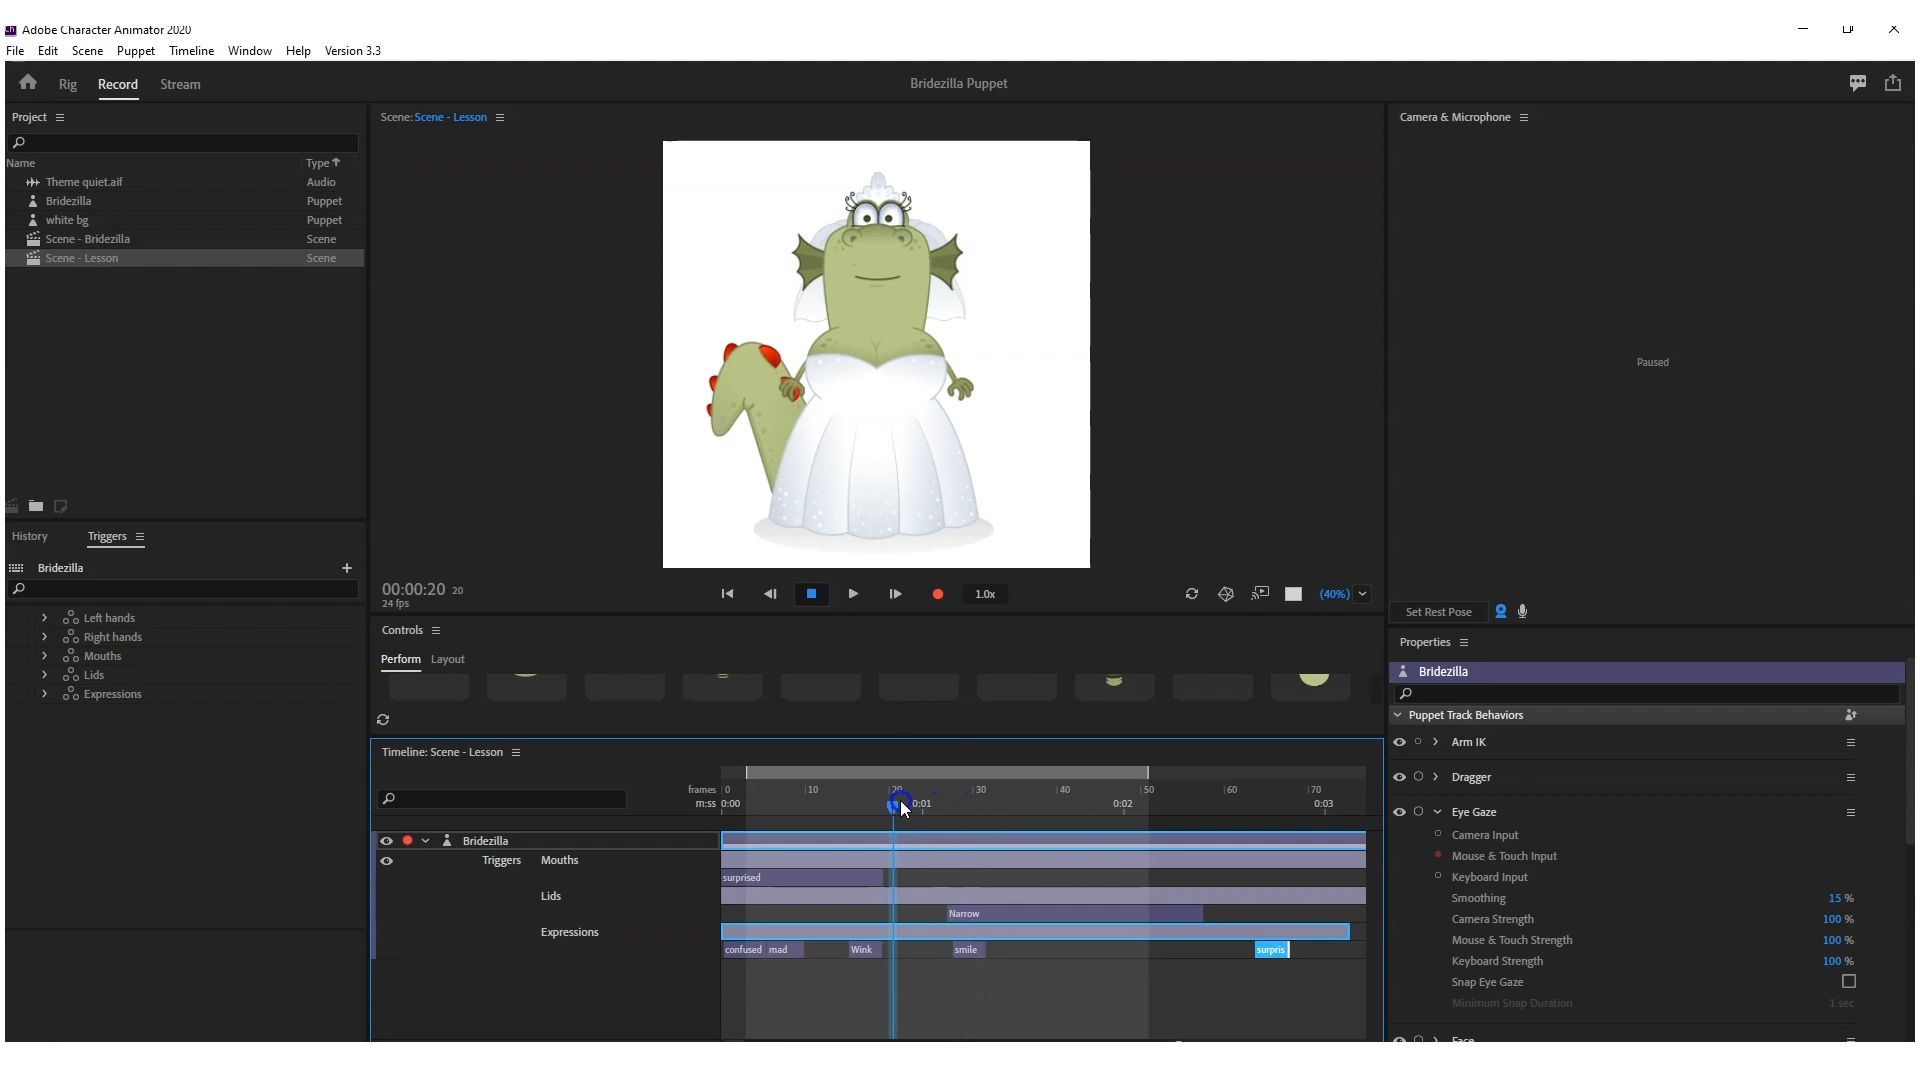 Ch Adobe Character Animator 2020
File Edit Scene Puppet Timeline Window Help Version 3.3
Rig Record Stream Bridezilla Puppet
Project
Scene: Scene - Lesson
Camera & Microphone
Name Type
Theme quiet.aif Audio
Bridezilla Puppet
white bg Puppet
Scene - Bridezilla Scene
Scene - Lesson Scene
Paused
History Triggers
Bridezilla
Left hands
Right hands
Mouths
Lids
Expressions
00:00:20 20
24 fps
1.0x
(40%)
Controls
Perform Layout
Timeline: Scene - Lesson
frames 0 10 20 30 40 50 60 70
m:ss 0:00 0:01 0:02 0:03
Bridezilla
Triggers Mouths
surprised
Lids
Narrow
Expressions
confused mad Wink smile surpris
Set Rest Pose
Properties
Bridezilla
Puppet Track Behaviors
Arm IK
Dragger
Eye Gaze
Camera Input
Mouse & Touch Input
Keyboard Input
Smoothing 15 %
Camera Strength 100 %
Mouse & Touch Strength 100 %
Keyboard Strength 100 %
Snap Eye Gaze
Minimum Snap Duration 1 sec
Face